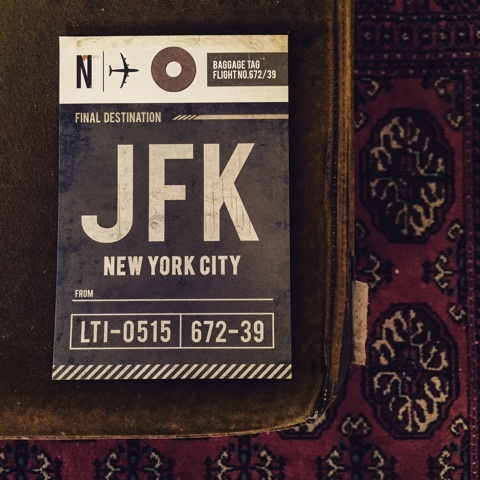 N
BAGGAGE TAG
FLIGHT NO.672/39
FINAL DESTINATION
JFK
NEW YORK CITY
FROM
LTI-0515 672-39